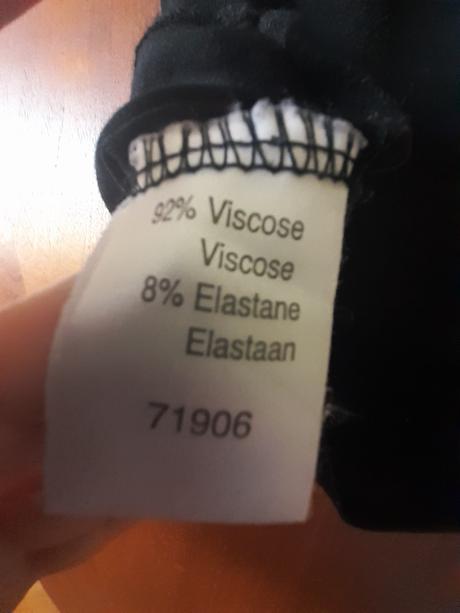 92% Viscose
Viscose
8% Elastane
Elastaan
71906